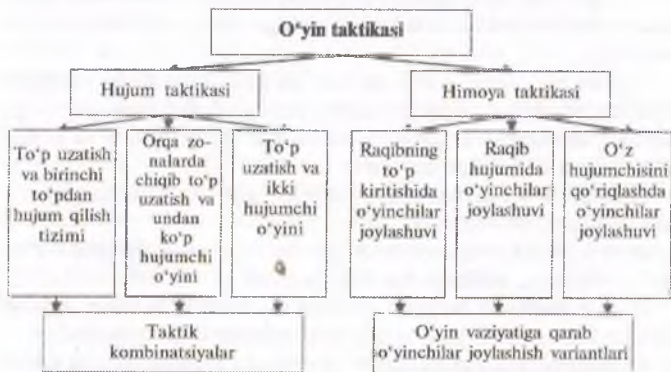 O‘yin taktikasi
Hujum taktikasi
Himoya taktikasi
To‘p uzatish
va birinchi
to‘pdan
hujum qilish
tizimi
Orqa zo-
nalarda
chiqib to‘p
uzatish va
undan
ko‘p
hujumchi
o‘yini
To‘p
uzatish va
ikki
hujumchi
o‘yini
Raqibning
to‘p
kiritishida
o‘yinchilar
joylashuvi
Raqib
hujumida
o‘yinchilar
joylashuvi
O‘z
hujumchisini
qo‘riqlashda
o‘yinchilar
joylashuvi
Taktik
kombinatsiyalar
O‘yin vaziyatiga qarab
o‘yinchilar joylashish variantlari